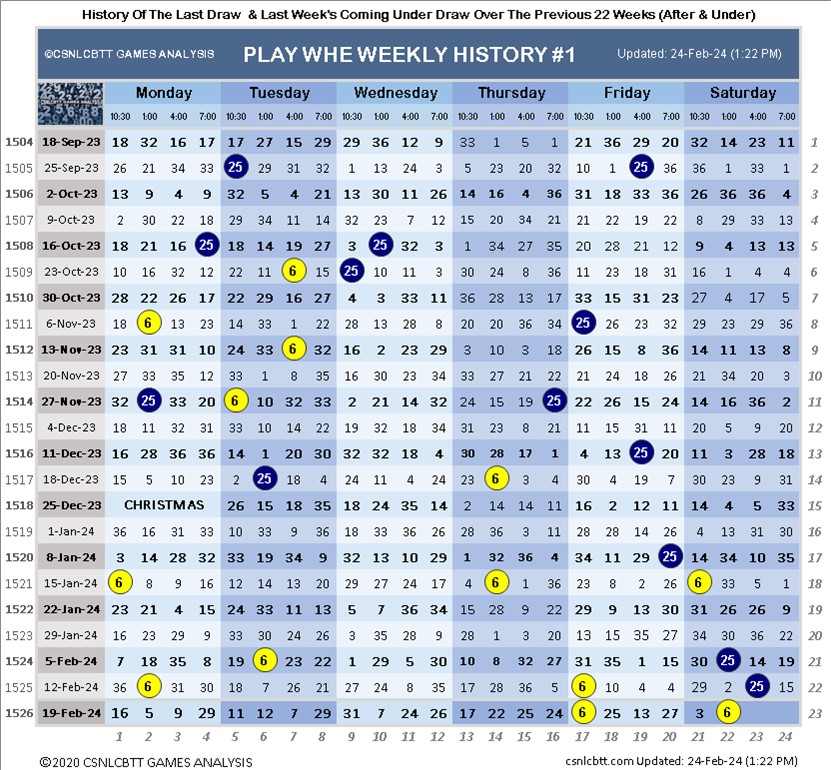 History Of The Last Draw & Last Week's Coming Under Draw Over The Previous 22 Weeks (After & Under)
©CSNLCBTT GAMES ANALYSIS PLAY WHE WEEKLY HISTORY #1 Updated: 24-Feb-24 (1:22 PM)
Monday Tuesday Wednesday Thursday Friday Saturday
10:30 1:00 4:00 7:00 10:30 1:00 4:00 7:00 10:30 1:00 4:00 7:00 10:30 1:00 4:00 7:00 10:30 1:00 4:00 7:00 10:30 1:00 4:00 7:00
1504 18-Sep-23 18 32 16 17 17 27 15 29 29 36 12 9 33 1 5 1 21 36 29 20 32 14 23 11 1
1505 25-Sep-23 26 21 34 33 25 29 31 32 1 13 24 3 5 23 20 32 10 1 25 36 36 1 33 1 2
1506 2-Oct-23 13 9 4 9 32 5 4 21 13 30 11 26 14 16 4 36 31 18 33 36 26 36 36 4 3
1507 9-Oct-23 2 30 22 18 29 34 11 14 32 23 7 12 15 20 34 21 21 22 19 22 8 29 33 13 4
1508 16-Oct-23 18 21 16 25 18 14 19 27 3 25 32 3 1 34 27 35 20 28 21 12 9 4 13 13 5
1509 23-Oct-23 10 16 32 12 22 11 6 15 25 10 11 3 30 24 8 36 11 23 18 31 16 1 4 4 6
1510 30-Oct-23 28 22 26 17 22 29 16 27 4 3 33 11 36 28 13 17 33 15 31 23 27 4 17 5 7
1511 6-Nov-23 18 6 13 23 14 33 1 2 28 13 28 8 20 20 36 34 25 26 23 32 29 23 29 36 8
1512 13-Nov-23 23 31 31 10 24 33 6 32 16 2 23 29 3 10 3 18 26 15 8 36 14 11 13 8 9
1513 20-Nov-23 27 33 35 12 33 1 35 16 30 23 34 33 27 21 22 21 24 18 26 21 34 20 3 10
1514 27-Nov-23 32 25 33 20 6 10 32 33 2 21 14 32 24 15 19 25 22 26 15 24 14 16 36 2 11
1515 4-Dec-23 18 11 32 31 33 10 14 22 19 32 18 34 31 23 8 21 11 15 31 11 20 5 9 20 12
1516 11-Dec-23 16 28 36 36 14 1 20 30 32 32 18 4 30 28 17 1 4 13 25 20 11 3 28 18 13
1517 18-Dec-23 15 5 10 23 2 25 18 4 24 11 4 24 23 6 3 4 17 33 16 36 30 23 9 31 14
1518 25-Dec-23 CHRISTMAS 26 15 18 35 18 24 35 14 2 14 14 11 16 2 12 11 14 4 5 33 15
1519 1-Jan-24 36 16 31 33 10 33 9 36 18 33 36 26 28 36 3 11 28 28 14 26 4 13 31 30 16
1520 8-Jan-24 3 14 28 32 33 19 34 9 32 13 10 29 1 32 36 4 34 11 29 25 14 34 10 35 17
1521 15-Jan-24 6 8 9 16 12 14 13 20 29 27 24 17 4 6 1 36 23 8 2 26 6 33 5 1 18
1522 22-Jan-24 23 21 4 15 24 33 11 13 5 7 36 34 15 28 9 22 29 9 13 30 31 26 26 9 19
1523 29-Jan-24 16 23 29 9 33 30 24 26 3 35 28 9 28 1 3 20 13 15 35 27 34 30 36 22 20
1524 5-Feb-24 7 18 35 8 19 6 23 22 1 29 5 30 10 8 32 27 31 35 1 15 30 25 14 19 21
1525 12-Feb-24 36 6 31 30 18 7 26 21 27 24 8 35 17 28 36 5 6 10 4 4 29 2 25 15 22
1526 19-Feb-24 16 5 9 29 11 12 7 29 31 7 24 26 17 22 25 24 6 25 13 27 3 6 23
1 2 3 4 5 6 7 8 9 10 11 12 13 14 15 16 17 18 19 20 21 22 23 24
©2020 CSNLCBTT GAMES ANALYSIS csnlcbtt.com Updated: 24-Feb-24 (1:22 PM)